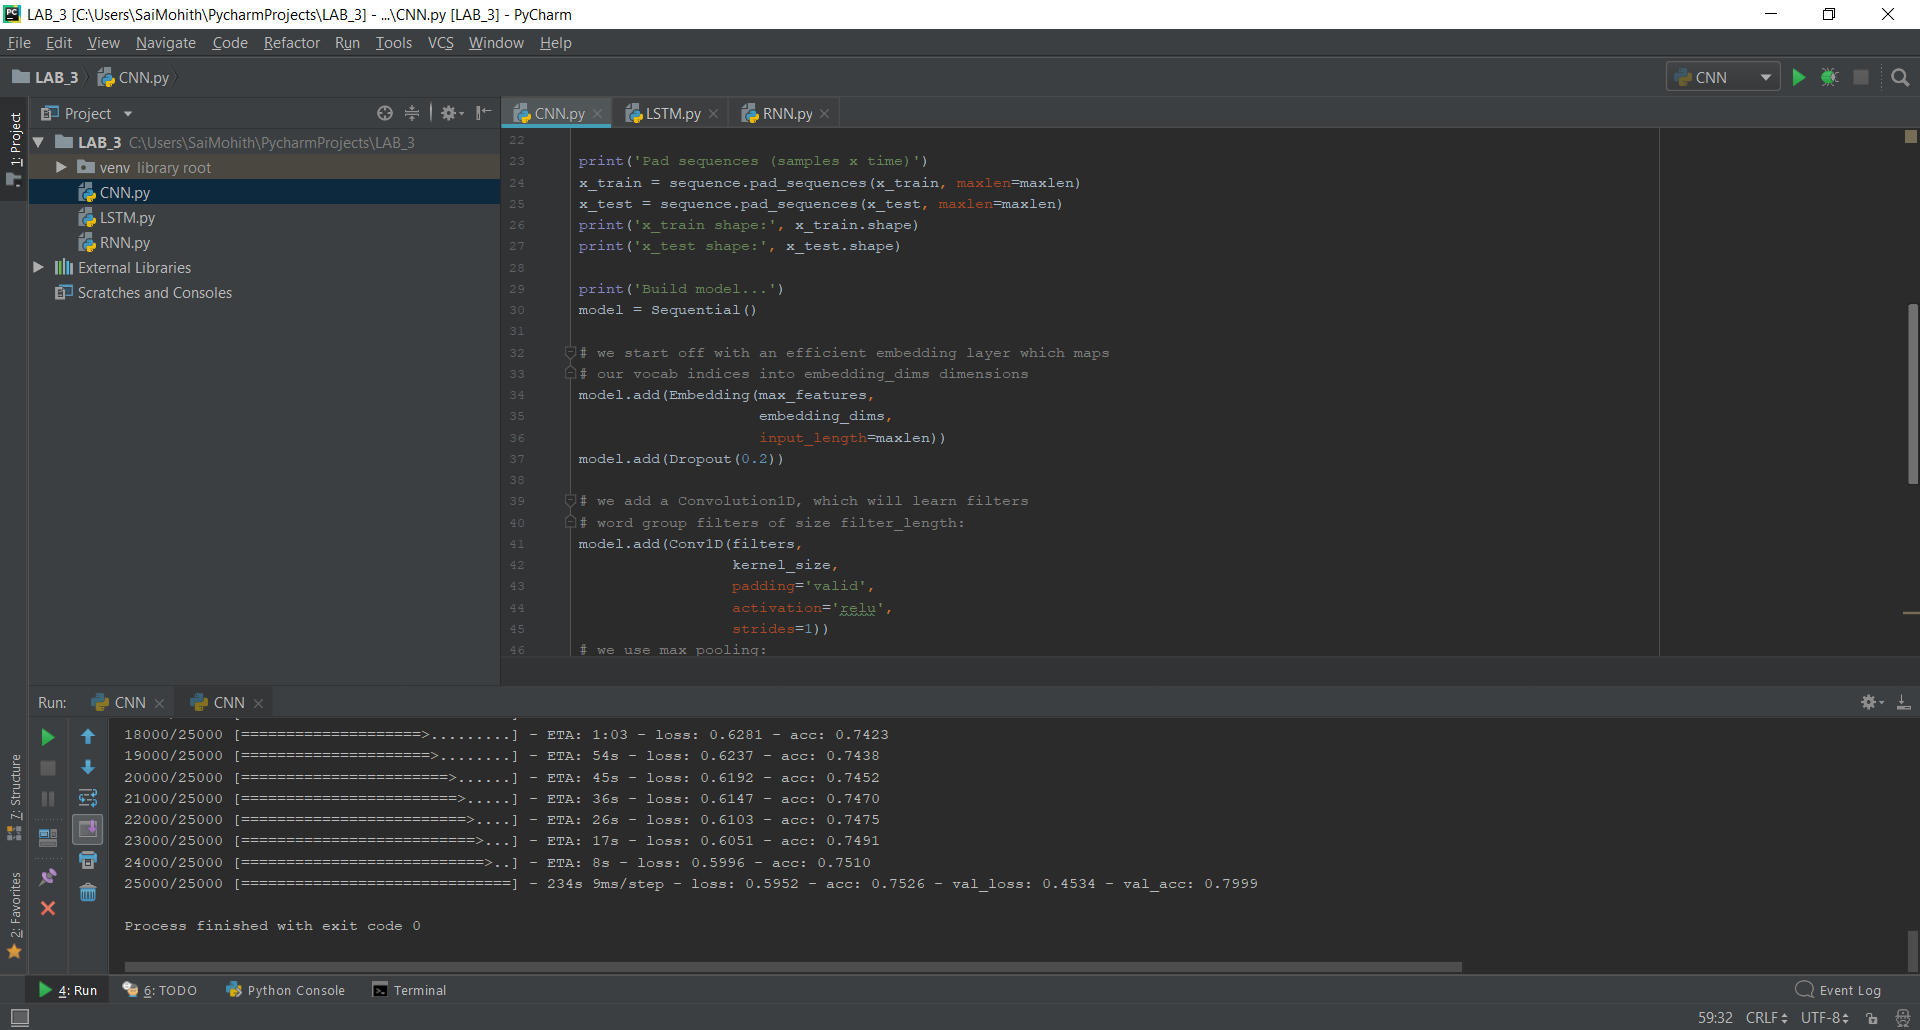 LAB_3 [C:\Users\SaiMohith\PycharmProjects\LAB_3] - ...\CNN.py [LAB_3] - PyCharm
File Edit View Navigate Code Refactor Run Tools VCS Window Help
LAB_3 CNN.py
CNN
1: Project
Project
LAB_3 C:\Users\SaiMohith\PycharmProjects\LAB_3
venv library root
CNN.py
LSTM.py
RNN.py
External Libraries
Scratches and Consoles
CNN.py LSTM.py RNN.py
22
23 print('Pad sequences (samples x time)')
24 x_train = sequence.pad_sequences(x_train, maxlen=maxlen)
25 x_test = sequence.pad_sequences(x_test, maxlen=maxlen)
26 print('x_train shape:', x_train.shape)
27 print('x_test shape:', x_test.shape)
28
29 print('Build model...')
30 model = Sequential()
31
32 # we start off with an efficient embedding layer which maps
33 # our vocab indices into embedding_dims dimensions
34 model.add(Embedding(max_features,
35 embedding_dims,
36 input_length=maxlen))
37 model.add(Dropout(0.2))
38
39 # we add a Convolution1D, which will learn filters
40 # word group filters of size filter_length:
41 model.add(Conv1D(filters,
42 kernel_size,
43 padding='valid',
44 activation='relu',
45 strides=1))
46 # we use max pooling:
Run: CNN CNN
18000/25000 [====================>.........] - ETA: 1:03 - loss: 0.6281 - acc: 0.7423
19000/25000 [=====================>........] - ETA: 54s - loss: 0.6237 - acc: 0.7438
20000/25000 [=======================>......] - ETA: 45s - loss: 0.6192 - acc: 0.7452
21000/25000 [========================>.....] - ETA: 36s - loss: 0.6147 - acc: 0.7470
22000/25000 [=========================>....] - ETA: 26s - loss: 0.6103 - acc: 0.7475
23000/25000 [==========================>...] - ETA: 17s - loss: 0.6051 - acc: 0.7491
24000/25000 [===========================>..] - ETA: 8s - loss: 0.5996 - acc: 0.7510
25000/25000 [==============================] - 234s 9ms/step - loss: 0.5952 - acc: 0.7526 - val_loss: 0.4534 - val_acc: 0.7999
Process finished with exit code 0
7: Structure
2: Favorites
4: Run 6: TODO Python Console Terminal Event Log
59:32 CRLF UTF-8